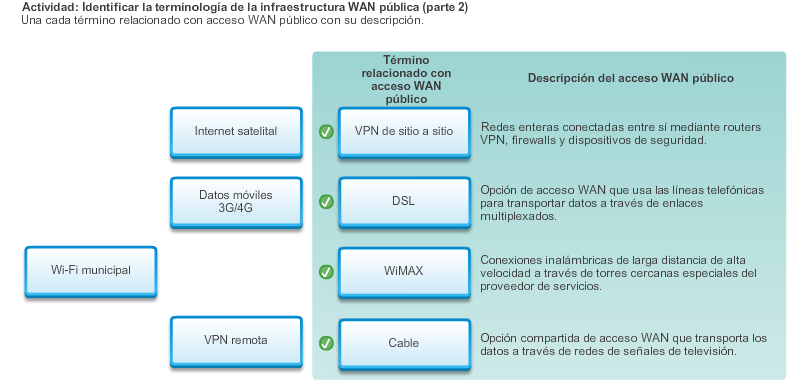 Actividad: Identificar la terminología de la infraestructura WAN pública (parte 2)
Una cada término relacionado con acceso WAN público con su descripción.
Término
relacionado con
acceso WAN
público
Descripción del acceso WAN público
Internet satelital
VPN de sitio a sitio
Redes enteras conectadas entre sí mediante routers
VPN, firewalls y dispositivos de seguridad.
Datos móviles
3G/4G
DSL
Opción de acceso WAN que usa las líneas telefónicas
para transportar datos a través de enlaces
multiplexados.
Wi-Fi municipal
WiMAX
Conexiones inalámbricas de larga distancia de alta
velocidad a través de torres cercanas especiales del
proveedor de servicios.
VPN remota
Cable
Opción compartida de acceso WAN que transporta los
datos a través de redes de señales de televisión.